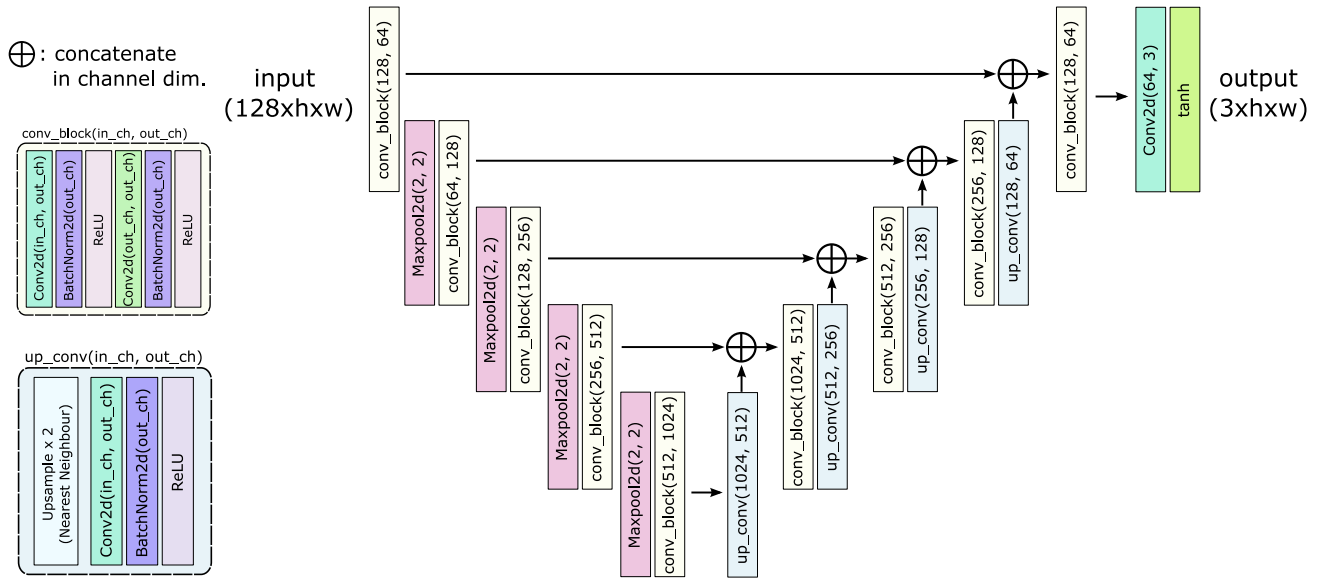 ⊕: concatenate
in channel dim.
conv_block(in_ch, out_ch)
Conv2d(in_ch, out_ch)
BatchNorm2d(out_ch)
ReLU
Conv2d(out_ch, out_ch)
BatchNorm2d(out_ch)
ReLU
up_conv(in_ch, out_ch)
Upsample x 2
(Nearest Neighbour)
Conv2d(in_ch, out_ch)
BatchNorm2d(out_ch)
ReLU
input
(128xhxw)
conv_block(128, 64)
Maxpool2d(2, 2)
conv_block(64, 128)
Maxpool2d(2, 2)
conv_block(128, 256)
Maxpool2d(2, 2)
conv_block(256, 512)
Maxpool2d(2, 2)
conv_block(512, 1024)
up_conv(1024, 512)
conv_block(1024, 512)
up_conv(512, 256)
conv_block(512, 256)
up_conv(256, 128)
conv_block(256, 128)
up_conv(128, 64)
conv_block(128, 64)
Conv2d(64, 3)
tanh
output
(3xhxw)